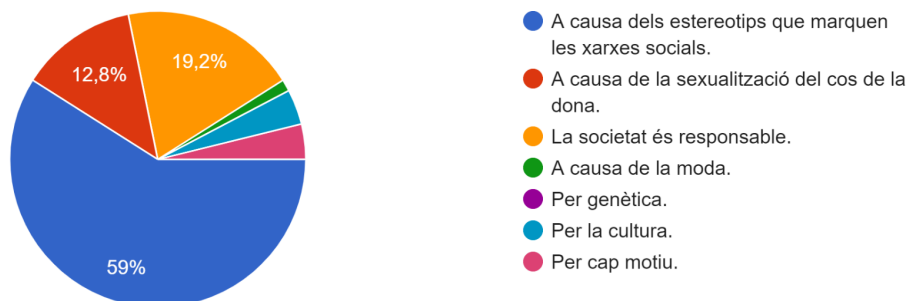 12,8%
19,2%
59%
A causa dels estereotips que marquen
les xarxes socials.
A causa de la sexualització del cos de la
dona.
La societat és responsable.
A causa de la moda.
Per genètica.
Per la cultura.
Per cap motiu.